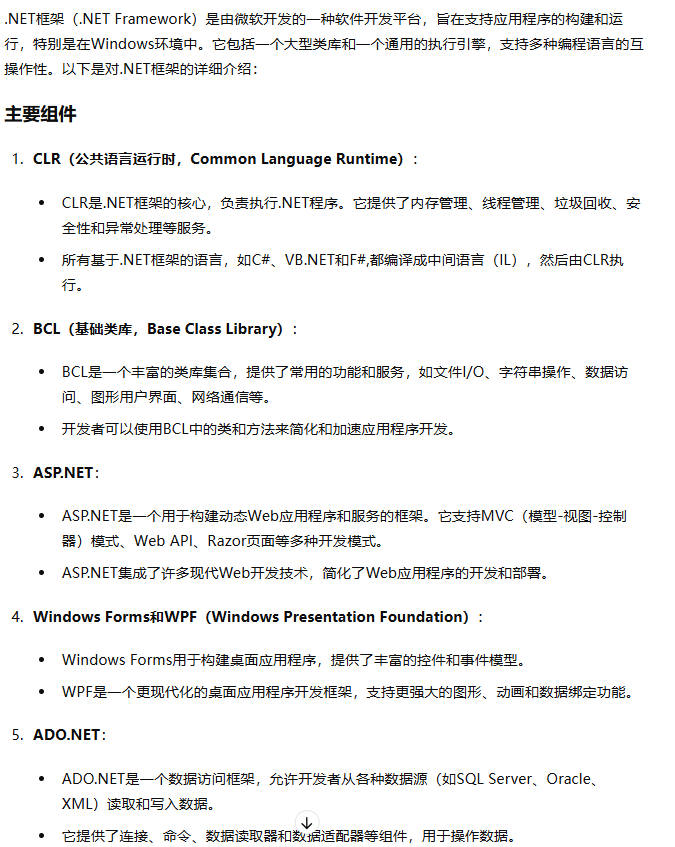 .NET框架（.NET Framework）是由微软开发的一种软件开发平台，旨在支持应用程序的构建和运
行，特别是在Windows环境中。它包括一个大型类库和一个通用的执行引擎，支持多种编程语言的互
操作性。以下是对.NET框架的详细介绍：
主要组件
1. CLR（公共语言运行时，Common Language Runtime）：
• CLR是.NET框架的核心，负责执行.NET程序。它提供了内存管理、线程管理、垃圾回收、安
全性和异常处理等服务。
• 所有基于.NET框架的语言，如C#、VB.NET和F#,都编译成中间语言（IL），然后由CLR执
行。
2. BCL（基础类库，Base Class Library）：
• BCL是一个丰富的类库集合，提供了常用的功能和服务，如文件I/O、字符串操作、数据访
问、图形用户界面、网络通信等。
• 开发者可以使用BCL中的类和方法来简化和加速应用程序开发。
3. ASP.NET：
• ASP.NET是一个用于构建动态Web应用程序和服务的框架。它支持MVC（模型-视图-控制
器）模式、Web API、Razor页面等多种开发模式。
• ASP.NET集成了许多现代Web开发技术，简化了Web应用程序的开发和部署。
4. Windows Forms和WPF（Windows Presentation Foundation）：
• Windows Forms用于构建桌面应用程序，提供了丰富的控件和事件模型。
• WPF是一个更现代化的桌面应用程序开发框架，支持更强大的图形、动画和数据绑定功能。
5. ADO.NET：
• ADO.NET是一个数据访问框架，允许开发者从各种数据源（如SQL Server、Oracle、
XML）读取和写入数据。
• 它提供了连接、命令、数据读取器和数据适配器等组件，用于操作数据。